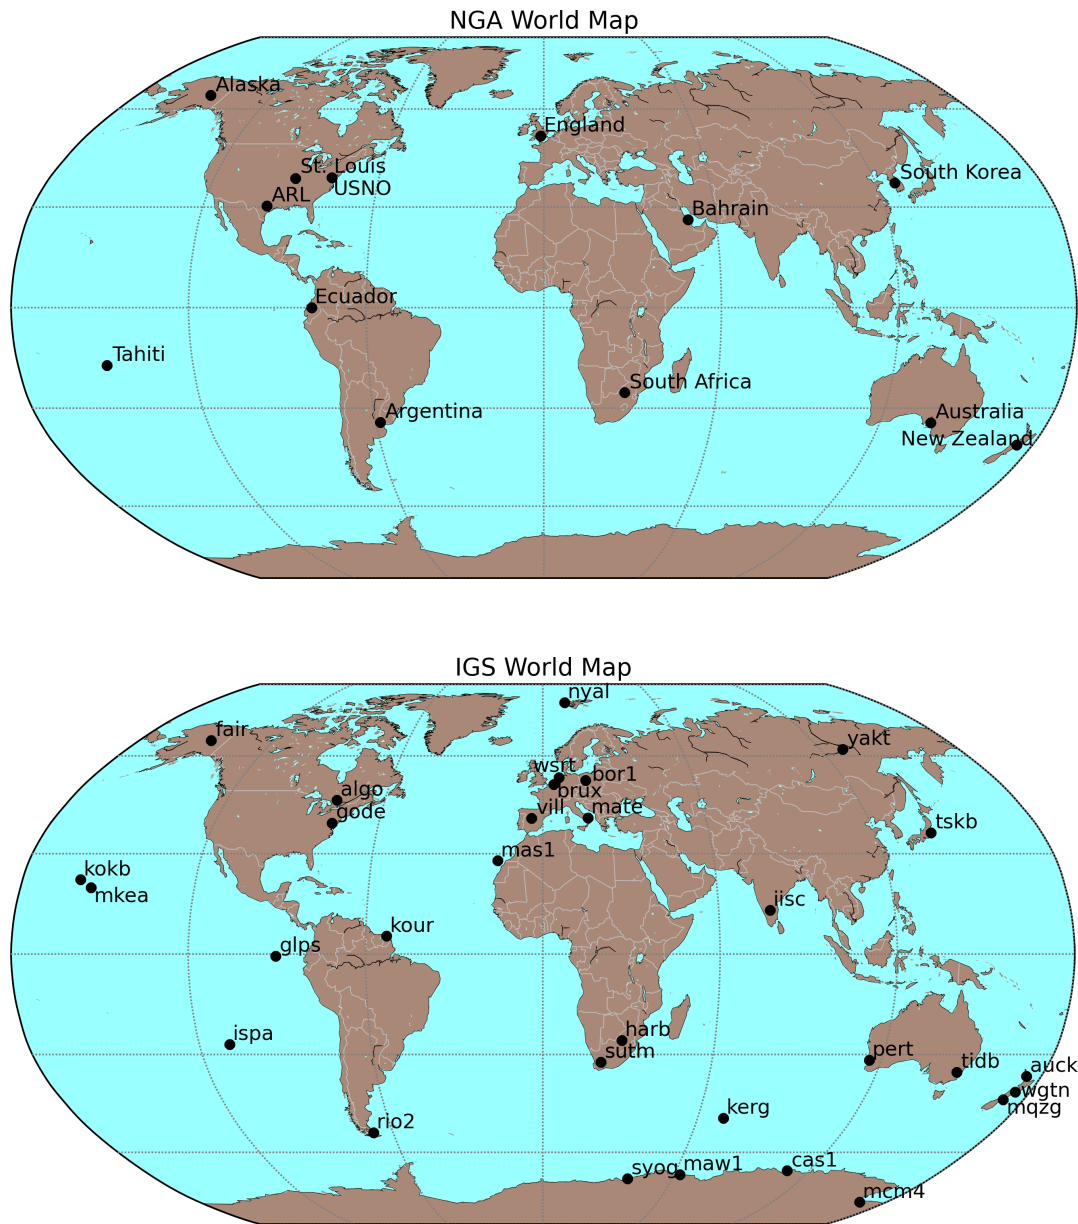 NGA World Map
Alaska
England
St. Louis
South Korea
USNO
ARL
Bahrain
Ecuador
Tahiti
South Africa
Argentina
Australia
New Zealand
IGS World Map
nyal
fair
yakt
wsrt
bor1
algo
brux
gode
vill
mate
tskb
mas1
kokb
mkea
iisc
kour
glps
ispa
harb
sutm
pert
tidb
auck
wgtn
mqzg
kerg
rio2
syog
maw1
cas1
mcm4